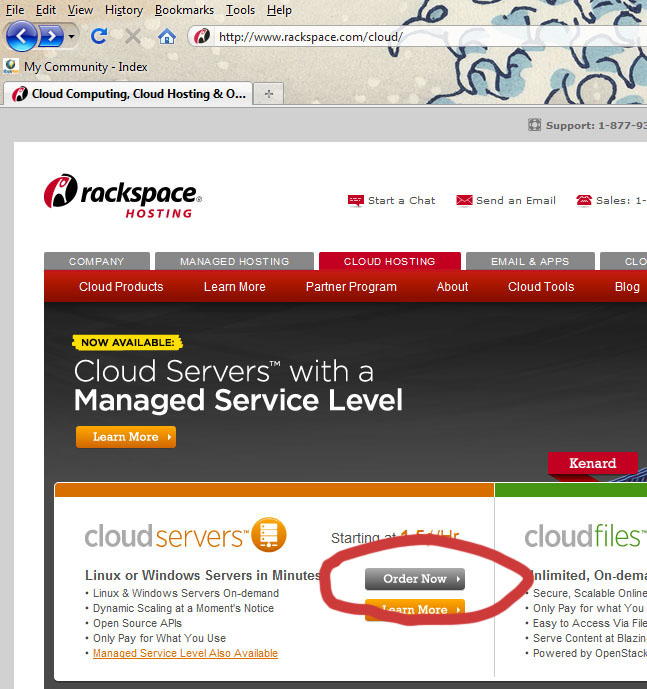 File Edit View History Bookmarks Tools Help
http://www.rackspace.com/cloud/
My Community - Index
Cloud Computing, Cloud Hosting & O...
Support: 1-877-93
rackspace®
HOSTING
Start a Chat Send an Email Sales: 1-
COMPANY MANAGED HOSTING CLOUD HOSTING EMAIL & APPS CLO
Cloud Products Learn More Partner Program About Cloud Tools Blog
NOW AVAILABLE:
Cloud Servers™ with a
Managed Service Level
Learn More
Kenard
cloudservers™
Starting at 1.5¢/Hr
Linux or Windows Servers in Minutes
Order Now
Learn More
• Linux & Windows Servers On-demand
• Dynamic Scaling at a Moment's Notice
• Open Source APIs
• Only Pay for What You Use
• Managed Service Level Also Available
cloudfiles™
Unlimited, On-dema
• Secure, Scalable Online
• Only Pay for what You
• Easy to Access Via File
• Serve Content at Blazin
• Powered by OpenStack